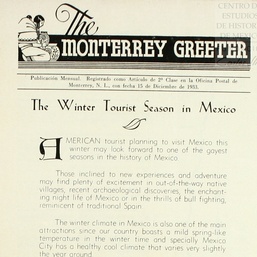 CENTRO D
ESTUDIOS
DE HISTOR
DE MEXICO
The
MONTERREY GREETER
Publicación Mensual. Registrado como Artículo de 2ª Clase en la Oficina Postal de
Monterrey, N. L., con fecha 15 de Diciembre de 1933.
The Winter Tourist Season in Mexico
AMERICAN tourist planning to visit Mexico this
winter may look forward to one of the gayest
seasons in the history of Mexico.
Those inclined to new experiences and adventure
may find plenty of excitement in out-of-the-way native
villages, recent archaeological discoveries, the enchant-
ing night life of Mexico or in the thrills of bull fighting,
reminiscent of traditional Spain.
The winter climate in Mexico is also one of the main
attractions since our country boasts a mild spring-like
temperature in the winter time and specially Mexico
City has a healthy cool climate that varies very slightly
the year around.